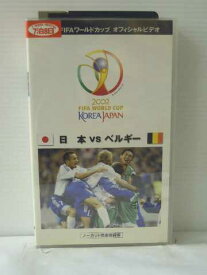 FIFAワールドカップ オフィシャルビデオ
2002
FIFA WORLD CUP
KOREA JAPAN
日本 vs ベルギー
ノーカット完全収録版